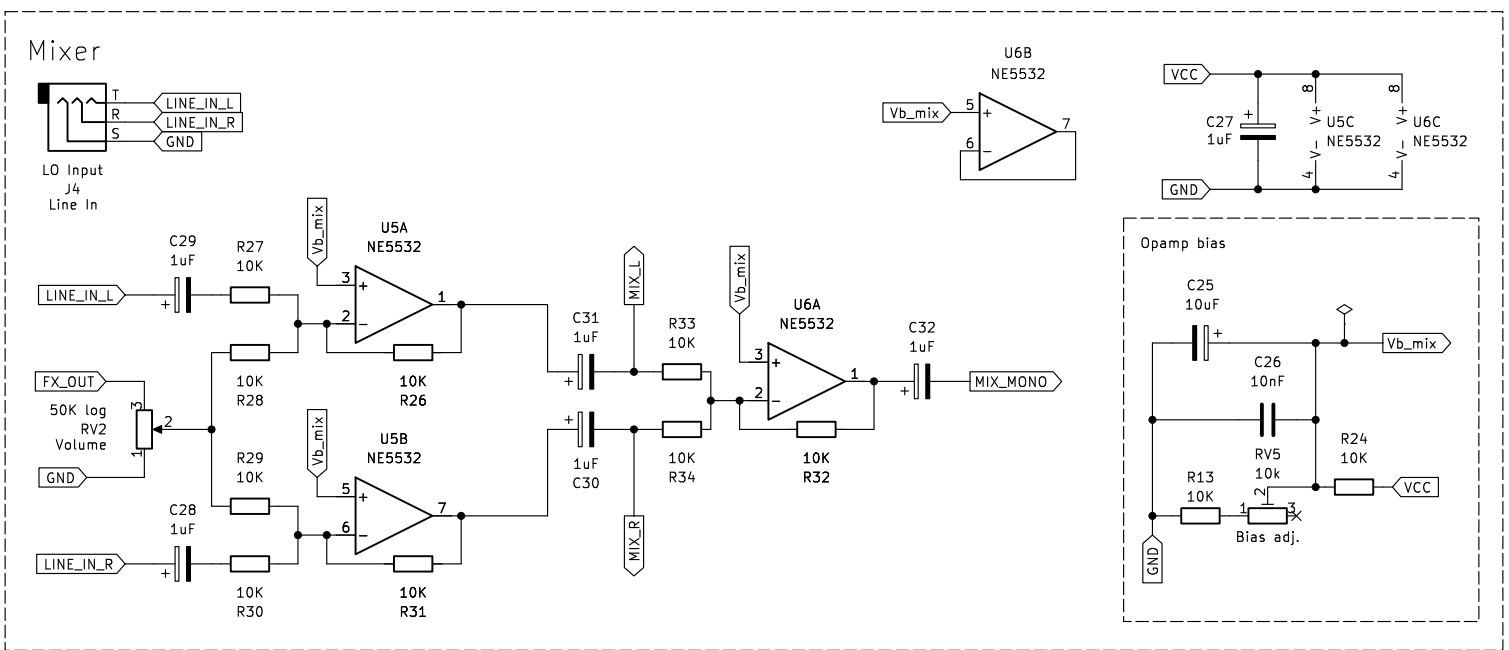 Mixer
T
R
S
LINE_IN_L
LINE_IN_R
GND
LO Input
J4
Line In
U6B
NE5532
Vb_mix
5
+
6
−
7
VCC
GND
C27
1uF
+
8
V+
V-
4
U5C
NE5532
8
V+
V-
4
U6C
NE5532
LINE_IN_L
C29
1uF
+
R27
10K
Vb_mix
U5A
NE5532
3
+
2
−
1
10K
R28
10K
R26
FX_OUT
50K log
RV2
Volume
3
2
1
GND
R29
10K
Vb_mix
U5B
NE5532
5
+
6
−
7
LINE_IN_R
C28
1uF
+
10K
R30
10K
R31
C31
1uF
+
MIX_L
R33
10K
+
1uF
C30
10K
R34
MIX_R
Vb_mix
U6A
NE5532
3
+
2
−
1
10K
R32
C32
1uF
+
MIX_MONO
Opamp bias
C25
10uF
+
Vb_mix
C26
10nF
RV5
10k
R24
10K
VCC
R13
10K
1
2
3
Bias adj.
GND